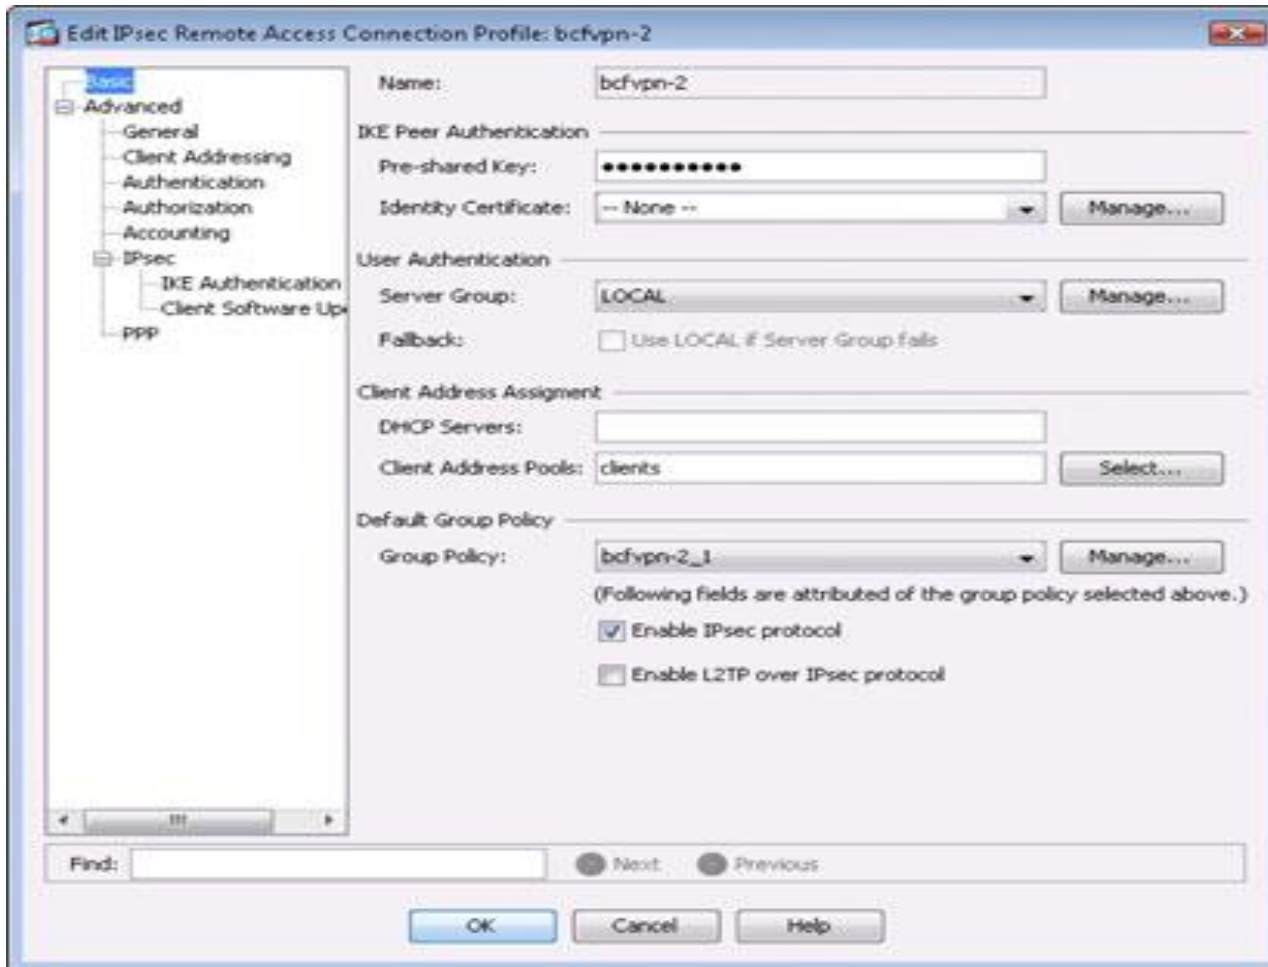 Edit IPsec Remote Access Connection Profile: bcfvpn-2
Basic
Advanced
General
Client Addressing
Authentication
Authorization
Accounting
IPsec
IKE Authentication
Client Software Up
PPP
Name: bcfvpn-2
IKE Peer Authentication
Pre-shared Key: ••••••••••
Identity Certificate: -- None -- Manage...
User Authentication
Server Group: LOCAL Manage...
Fallback: Use LOCAL if Server Group fails
Client Address Assigment
DHCP Servers:
Client Address Pools: clients Select...
Default Group Policy
Group Policy: bcfvpn-2_1 Manage...
(Following fields are attributed of the group policy selected above.)
Enable IPsec protocol
Enable L2TP over IPsec protocol
Find: Next Previous
OK Cancel Help